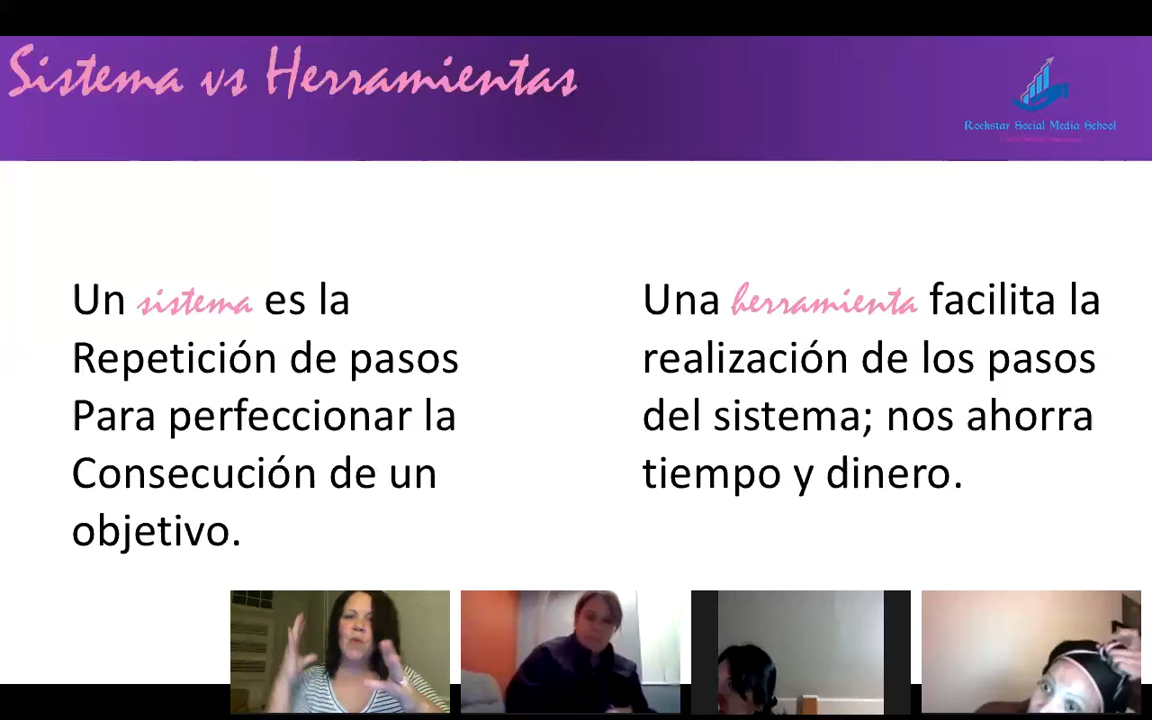 Sistema vs Herramientas
Rockstar Social Media School
Un sistema es la
Repetición de pasos
Para perfeccionar la
Consecución de un
objetivo.
Una herramienta facilita la
realización de los pasos
del sistema; nos ahorra
tiempo y dinero.